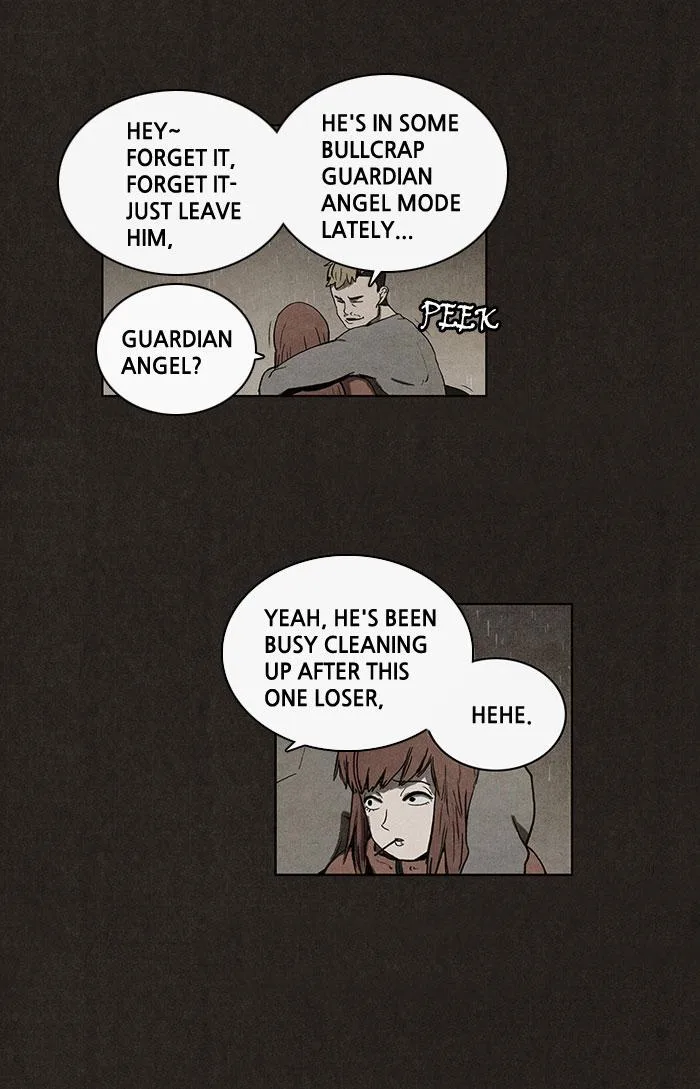 HEY~
FORGET IT,
FORGET IT-
JUST LEAVE
HIM,
HE'S IN SOME
BULLCRAP
GUARDIAN
ANGEL MODE
LATELY...
PEEK
GUARDIAN
ANGEL?
YEAH, HE'S BEEN
BUSY CLEANING
UP AFTER THIS
ONE LOSER,
HEHE.